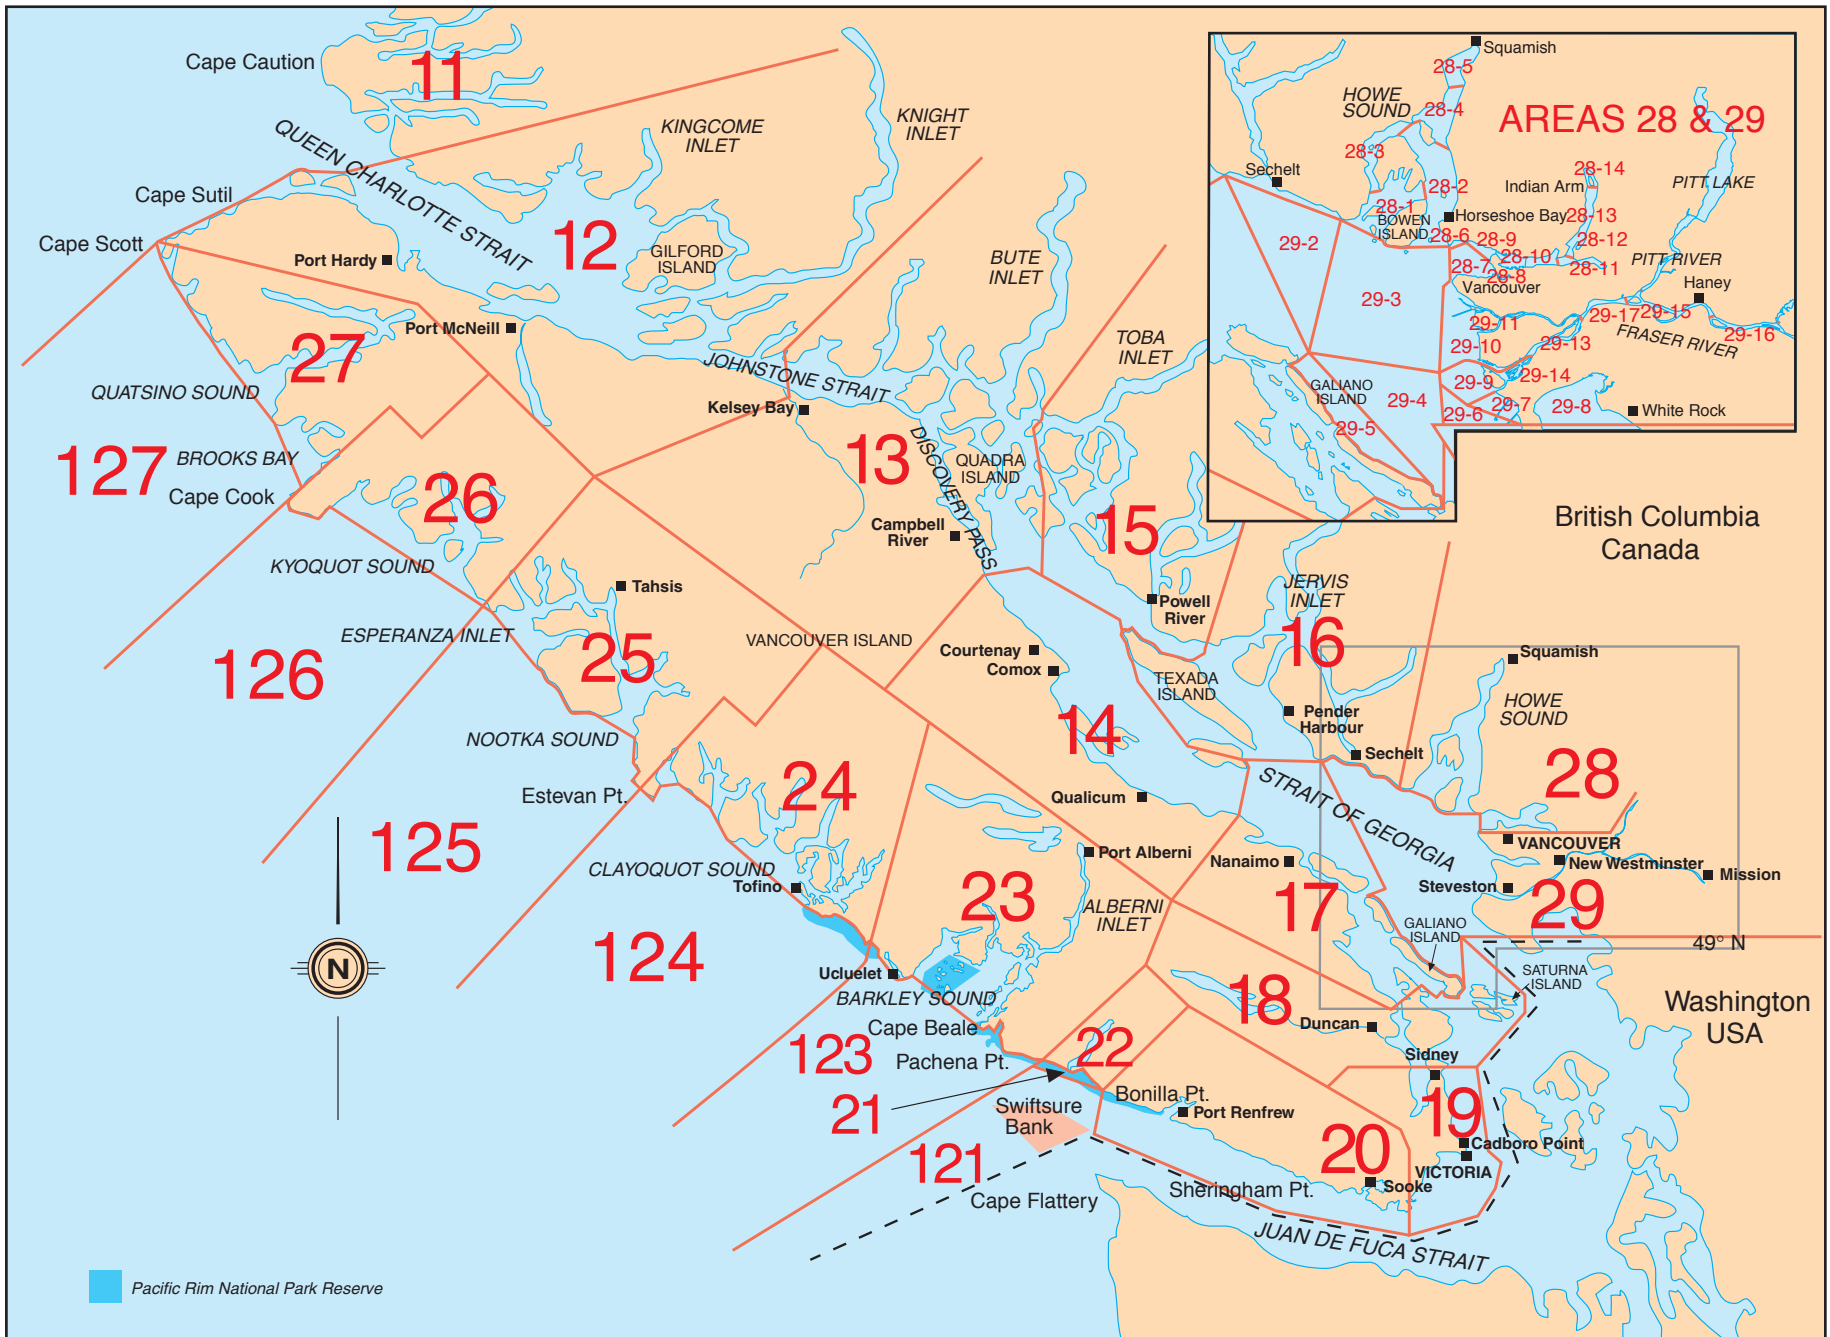 Cape Caution
11
QUEEN CHARLOTTE STRAIT
KINGCOME
INLET
KNIGHT
INLET
Cape Sutil
Cape Scott
Port Hardy
12
GILFORD
ISLAND
BUTE
INLET
Port McNeill
27
TOBA
INLET
JOHNSTONE STRAIT
QUATSINO SOUND
Kelsey Bay
127
BROOKS BAY
Cape Cook
26
13
DISCOVERY PASS
QUADRA
ISLAND
Campbell
River
15
KYOQUOT SOUND
Tahsis
Powell
River
JERVIS
INLET
16
ESPERANZA INLET
126
25
VANCOUVER ISLAND
Courtenay
Comox
TEXADA
ISLAND
Squamish
HOWE
SOUND
Pender
Harbour
Sechelt
NOOTKA SOUND
14
28
24
Estevan Pt.
Qualicum
STRAIT OF GEORGIA
125
VANCOUVER
New Westminster
Mission
Port Alberni
Nanaimo
CLAYOQUOT SOUND
Tofino
Steveston
23
17
29
ALBERNI
INLET
GALIANO
ISLAND
49° N
124
N
Ucluelet
BARKLEY SOUND
18
SATURNA
ISLAND
Washington
USA
Cape Beale
Duncan
123
Pachena Pt.
22
Sidney
21
Swiftsure
Bank
Bonilla Pt.
Port Renfrew
19
Cadboro Point
121
20
VICTORIA
Cape Flattery
Sheringham Pt.
Sooke
JUAN DE FUCA STRAIT
Pacific Rim National Park Reserve
British Columbia
Canada
AREAS 28 & 29
Squamish
28-5
HOWE
SOUND
28-4
28-3
Sechelt
28-14
Indian Arm
PITT LAKE
28-2
28-1
BOWEN
ISLAND
Horseshoe Bay
28-13
28-6
28-9
28-12
29-2
28-10
28-7
28-8
28-11
PITT RIVER
Vancouver
Haney
29-3
29-11
29-17
29-15
29-16
FRASER RIVER
29-10
29-13
29-9
29-14
GALIANO
ISLAND
29-4
29-6
29-7
29-8
White Rock
29-5